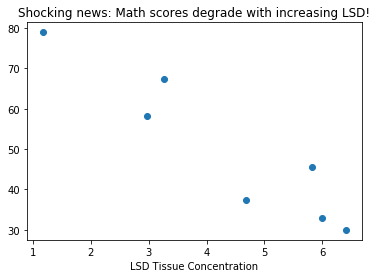 Shocking news: Math scores degrade with increasing LSD!
80
70
60
50
40
30
1 2 3 4 5 6
LSD Tissue Concentration